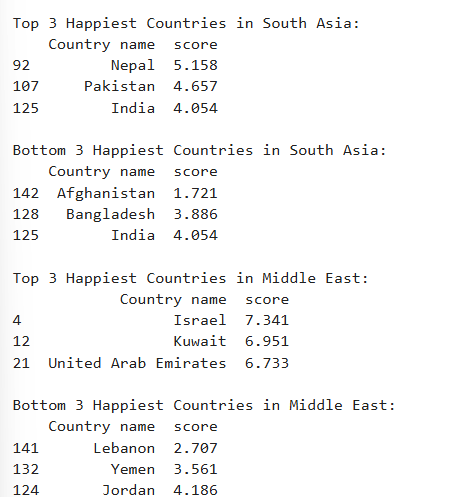 Top 3 Happiest Countries in South Asia:
Country name score
92 Nepal 5.158
107 Pakistan 4.657
125 India 4.054
Bottom 3 Happiest Countries in South Asia:
Country name score
142 Afghanistan 1.721
128 Bangladesh 3.886
125 India 4.054
Top 3 Happiest Countries in Middle East:
Country name score
4 Israel 7.341
12 Kuwait 6.951
21 United Arab Emirates 6.733
Bottom 3 Happiest Countries in Middle East:
Country name score
141 Lebanon 2.707
132 Yemen 3.561
124 Jordan 4.186